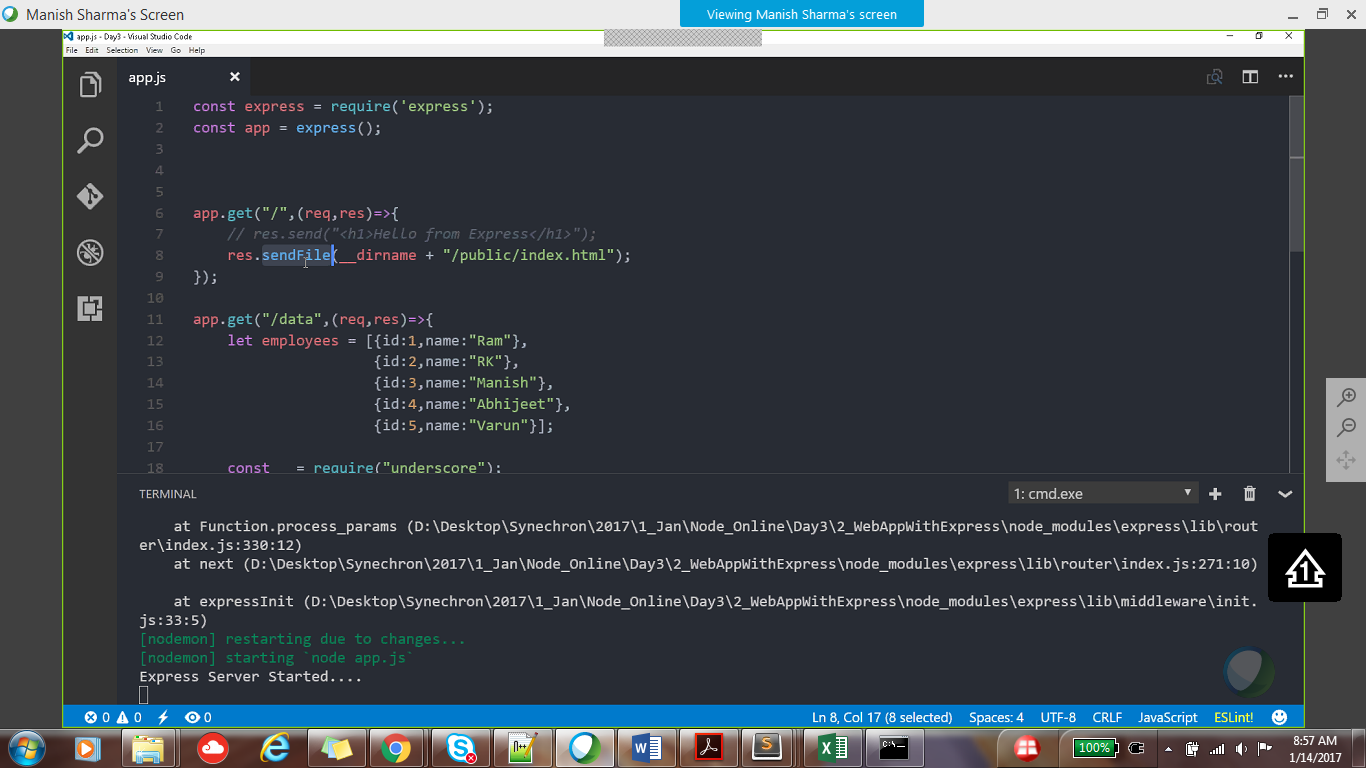 Manish Sharma's Screen
Viewing Manish Sharma's screen
app.js - Day3 - Visual Studio Code
File Edit Selection View Go Help
app.js
1 const express = require('express');
2 const app = express();
3
4
5
6 app.get("/",(req,res)=>{
7 // res.send("<h1>Hello from Express</h1>");
8 res.sendFile(__dirname + "/public/index.html");
9 });
10
11 app.get("/data",(req,res)=>{
12 let employees = [{id:1,name:"Ram"},
13 {id:2,name:"RK"},
14 {id:3,name:"Manish"},
15 {id:4,name:"Abhijeet"},
16 {id:5,name:"Varun"}];
17
18 const _ = require("underscore");
TERMINAL
1: cmd.exe
at Function.process_params (D:\Desktop\Synechron\2017\1_Jan\Node_Online\Day3\2_WebAppWithExpress\node_modules\express\lib\rout
er\index.js:330:12)
at next (D:\Desktop\Synechron\2017\1_Jan\Node_Online\Day3\2_WebAppWithExpress\node_modules\express\lib\router\index.js:271:10)
at expressInit (D:\Desktop\Synechron\2017\1_Jan\Node_Online\Day3\2_WebAppWithExpress\node_modules\express\lib\middleware\init.
js:33:5)
[nodemon] restarting due to changes...
[nodemon] starting `node app.js`
Express Server Started....
1
0 0 0
Ln 8, Col 17 (8 selected) Spaces: 4 UTF-8 CRLF JavaScript ESLint!
100%
8:57 AM
1/14/2017